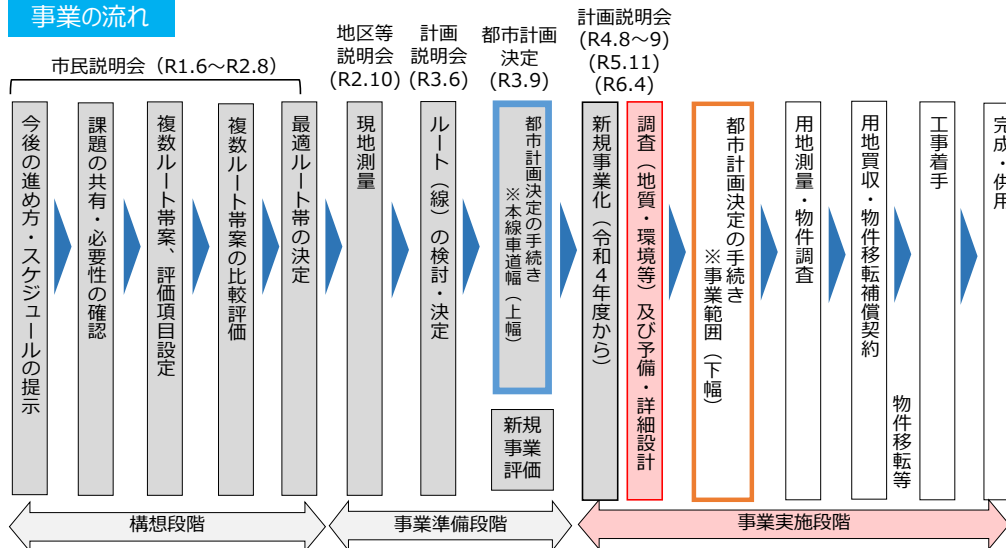 事業の流れ
市民説明会（R1.6～R2.8）
地区等
説明会
(R2.10)
計画
説明会
(R3.6)
都市計画
決定
(R3.9)
計画説明会
(R4.8～9)
(R5.11)
(R6.4)
今後の進め方・スケジュールの提示
課題の共有・必要性の確認
複数ルート帯案、評価項目設定
複数ルート帯案の比較評価
最適ルート帯の決定
現地測量
ルート（線）の検討・決定
都市計画決定の手続き
※本線車道幅（上幅）
新規
事業
評価
新規事業化（令和４年度から）
調査（地質・環境等）及び予備・詳細設計
都市計画決定の手続き
※事業範囲（下幅）
用地測量・物件調査
用地買収・物件移転補償契約
物件移転等
工事着手
完成・供用
構想段階
事業準備段階
事業実施段階